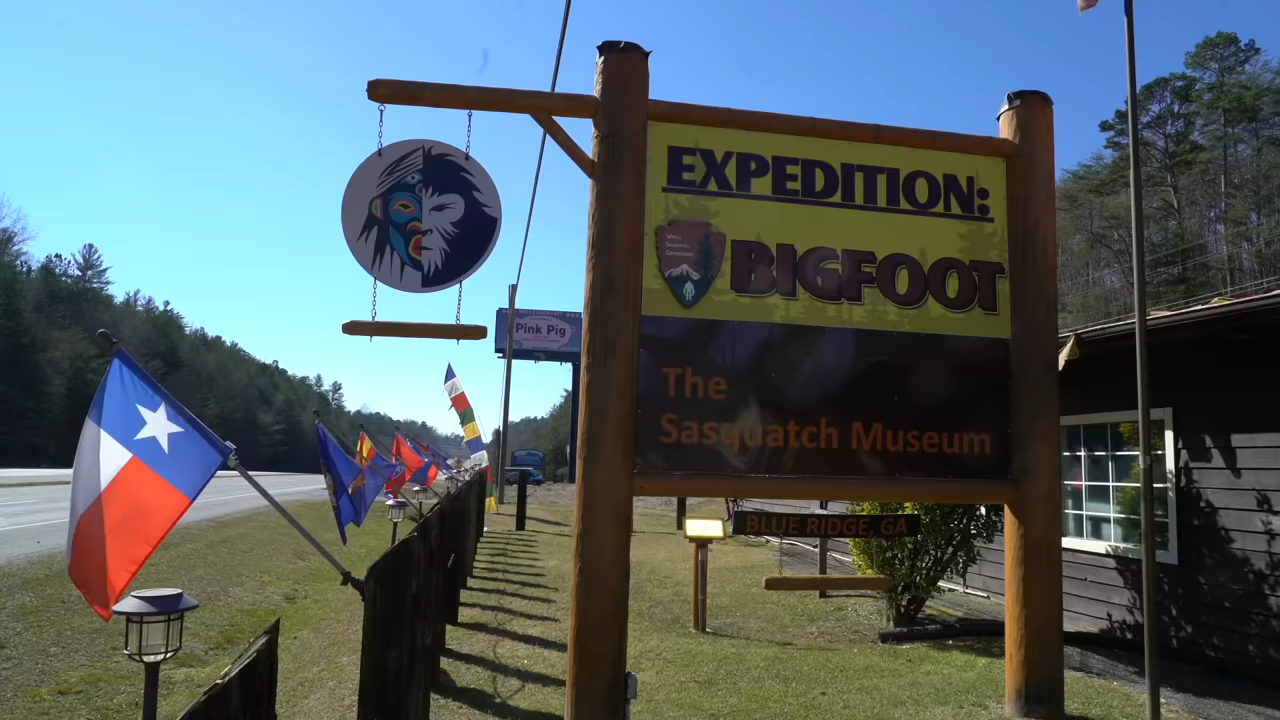 EXPEDITION:
BIGFOOT
The
Sasquatch Museum
BLUE RIDGE, GA
Pink Pig